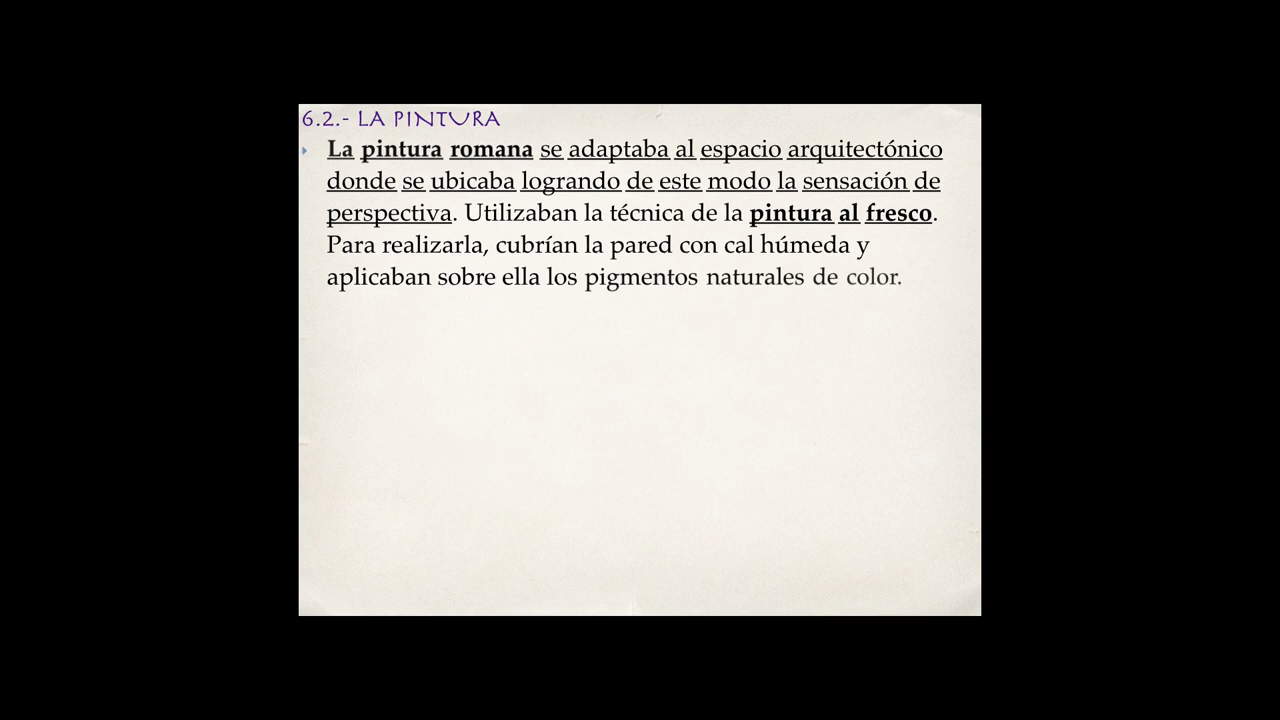 6.2.- LA PINTURA
La pintura romana se adaptaba al espacio arquitectónico
donde se ubicaba logrando de este modo la sensación de
perspectiva. Utilizaban la técnica de la pintura al fresco.
Para realizarla, cubrían la pared con cal húmeda y
aplicaban sobre ella los pigmentos naturales de color.